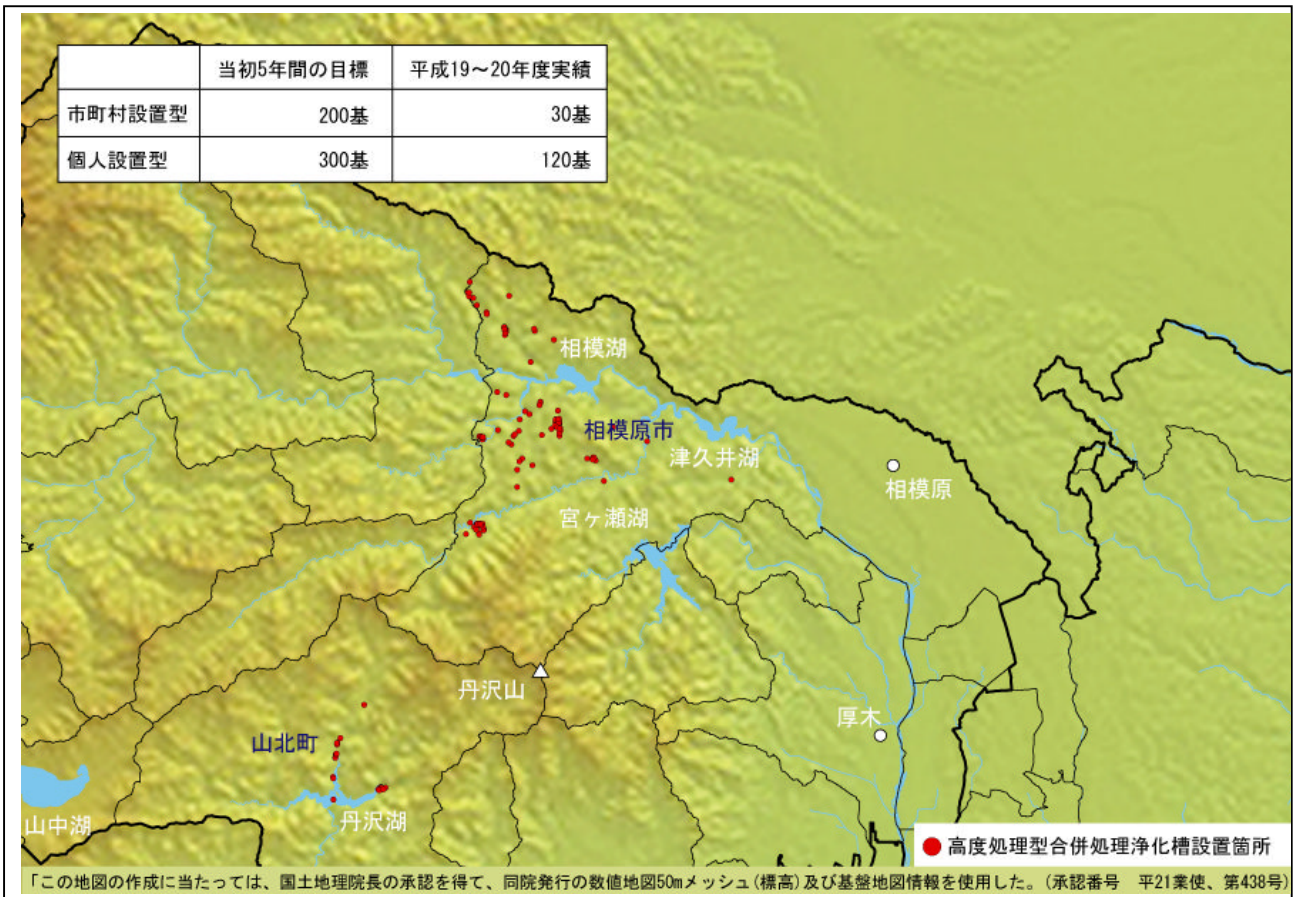 当初5年間の目標 平成19～20年度実績
市町村設置型 200基 30基
個人設置型 300基 120基
相模湖
相模原市
津久井湖
相模原
宮ヶ瀬湖
丹沢山
厚木
山北町
丹沢湖
山中湖
高度処理型合併処理浄化槽設置箇所
「この地図の作成に当たっては、国土地理院長の承認を得て、同院発行の数値地図50mメッシュ(標高)及び基盤地図情報を使用した。(承認番号 平21業使、第438号)